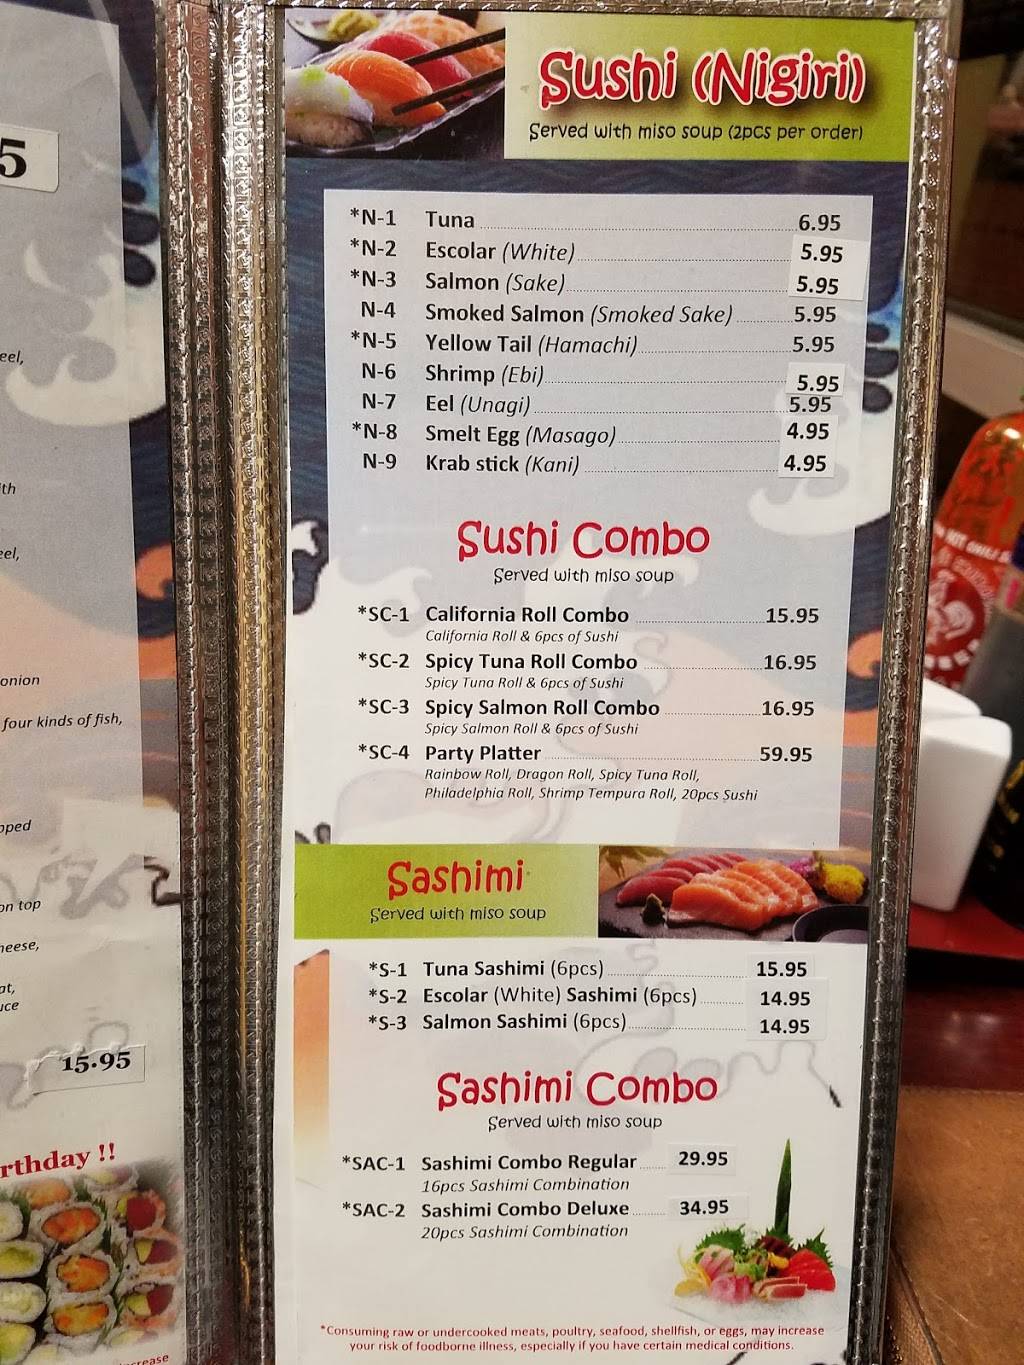 5
eel,
ith
eel,
onion
four kinds of fish,
pped
on top
heese,
at,
uce
15.95
rthday !!
increase
Sushi (Nigiri)
Served with miso soup (2pcs per order)
*N-1 Tuna 6.95
*N-2 Escolar (White) 5.95
*N-3 Salmon (Sake) 5.95
N-4 Smoked Salmon (Smoked Sake) 5.95
*N-5 Yellow Tail (Hamachi) 5.95
N-6 Shrimp (Ebi) 5.95
N-7 Eel (Unagi) 5.95
*N-8 Smelt Egg (Masago) 4.95
N-9 Krab stick (Kani) 4.95
Sushi Combo
Served with miso soup
*SC-1 California Roll Combo 15.95
California Roll & 6pcs of Sushi
*SC-2 Spicy Tuna Roll Combo 16.95
Spicy Tuna Roll & 6pcs of Sushi
*SC-3 Spicy Salmon Roll Combo 16.95
Spicy Salmon Roll & 6pcs of Sushi
*SC-4 Party Platter 59.95
Rainbow Roll, Dragon Roll, Spicy Tuna Roll,
Philadelphia Roll, Shrimp Tempura Roll, 20pcs Sushi
Sashimi
Served with miso soup
*S-1 Tuna Sashimi (6pcs) 15.95
*S-2 Escolar (White) Sashimi (6pcs) 14.95
*S-3 Salmon Sashimi (6pcs) 14.95
Sashimi Combo
Served with miso soup
*SAC-1 Sashimi Combo Regular 29.95
16pcs Sashimi Combination
*SAC-2 Sashimi Combo Deluxe 34.95
20pcs Sashimi Combination
*Consuming raw or undercooked meats, poultry, seafood, shellfish, or eggs, may increase
your risk of foodborne illness, especially if you have certain medical conditions.